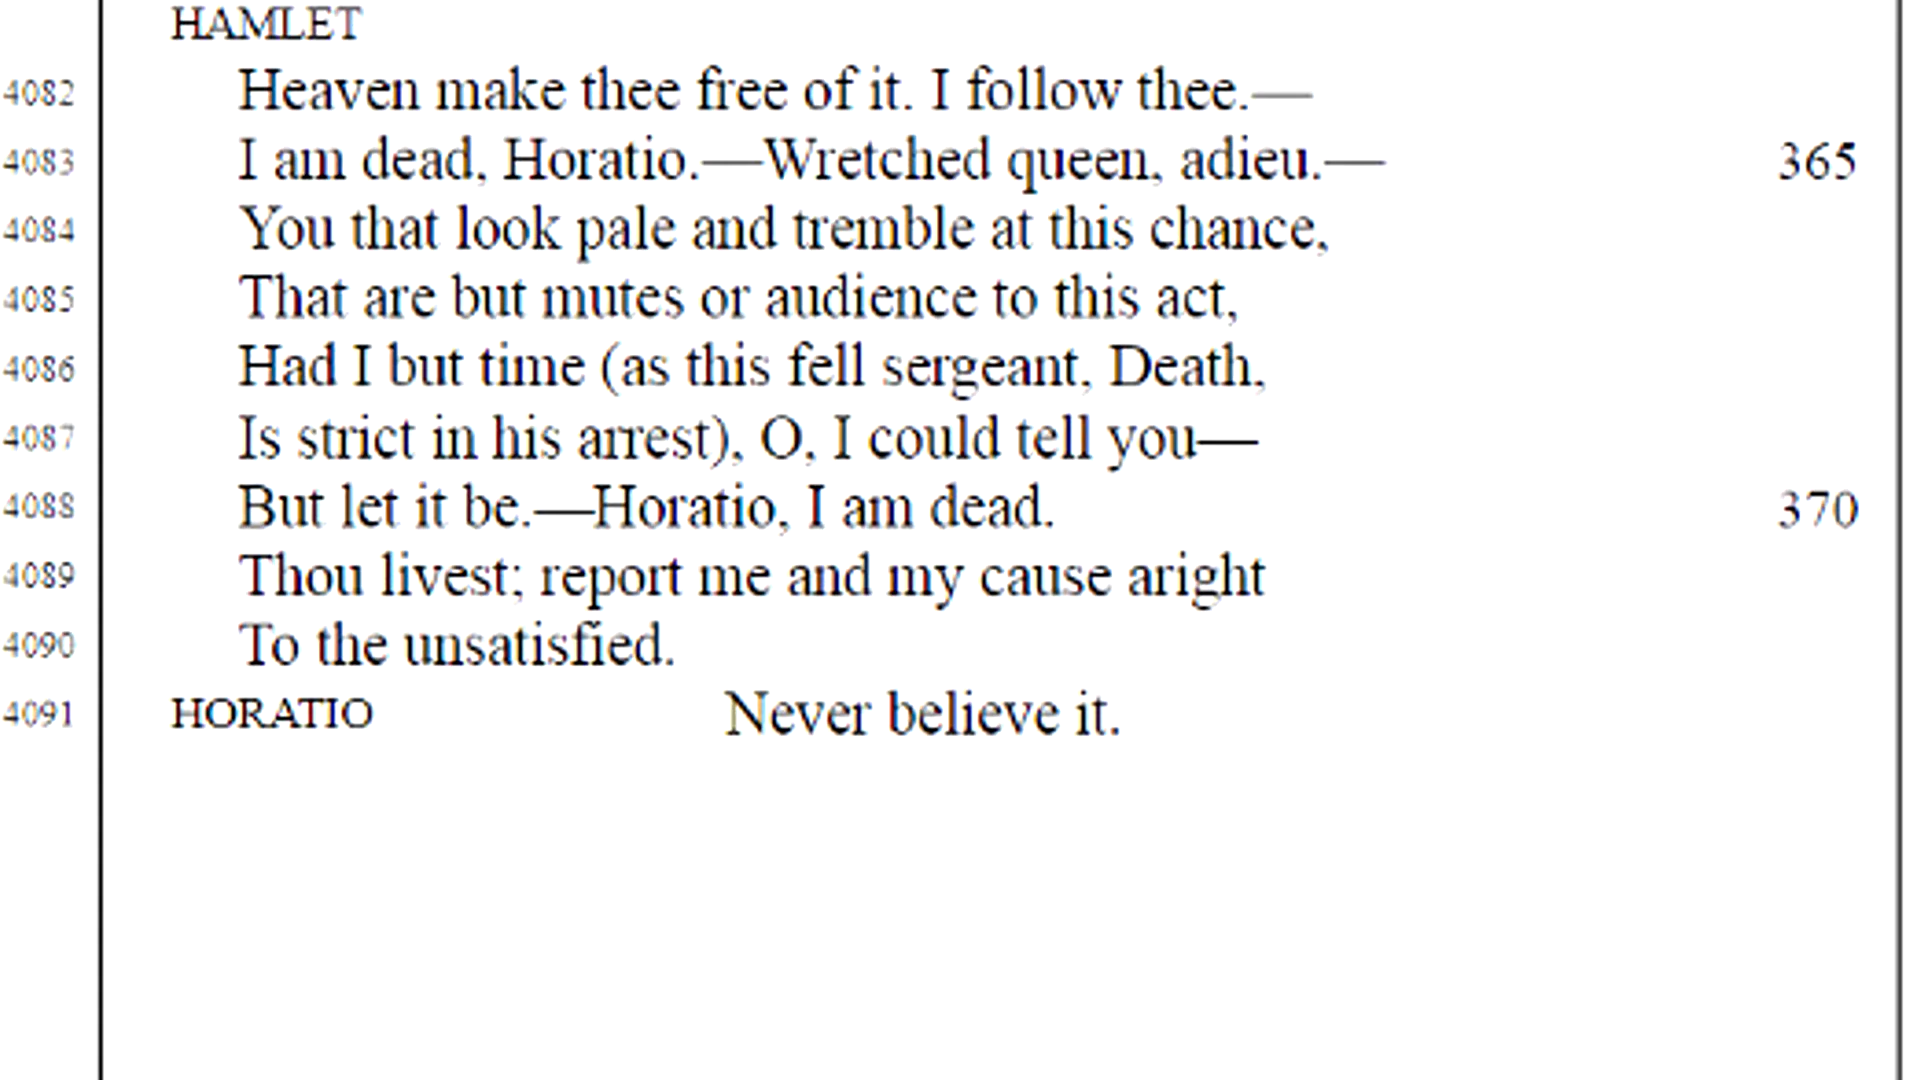 HAMLET
4082 Heaven make thee free of it. I follow thee.—
4083 I am dead, Horatio.—Wretched queen, adieu.— 365
4084 You that look pale and tremble at this chance,
4085 That are but mutes or audience to this act,
4086 Had I but time (as this fell sergeant, Death,
4087 Is strict in his arrest), O, I could tell you—
4088 But let it be.—Horatio, I am dead. 370
4089 Thou livest; report me and my cause aright
4090 To the unsatisfied.
4091 HORATIO Never believe it.